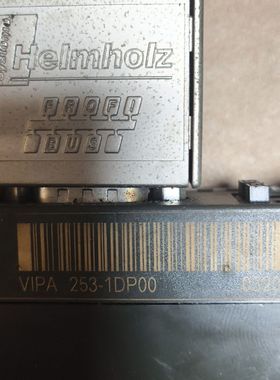 Helmholz
PROFI
BUS
VIPA 253-1DP00